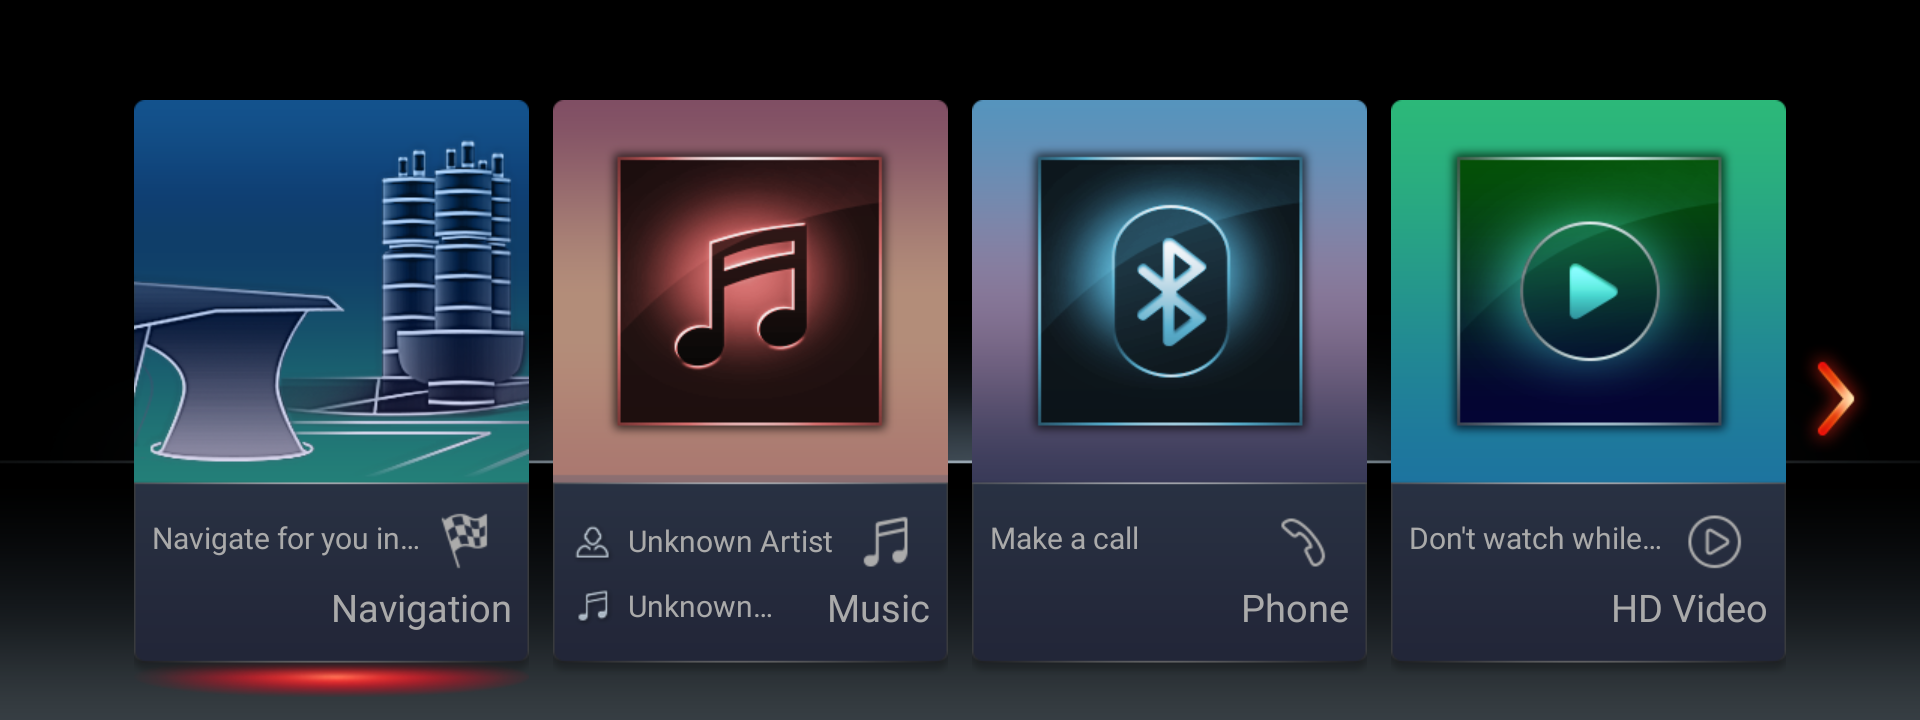 Navigate for you in...
Navigation
Unknown Artist
Unknown...
Music
Make a call
Phone
Don't watch while...
HD Video